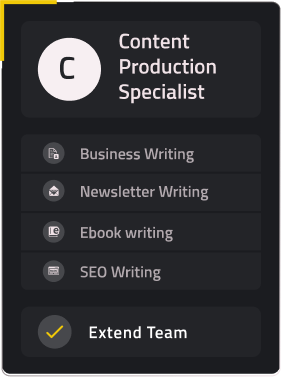 C
Content
Production
Specialist
Business Writing
Newsletter Writing
Ebook writing
SEO Writing
Extend Team